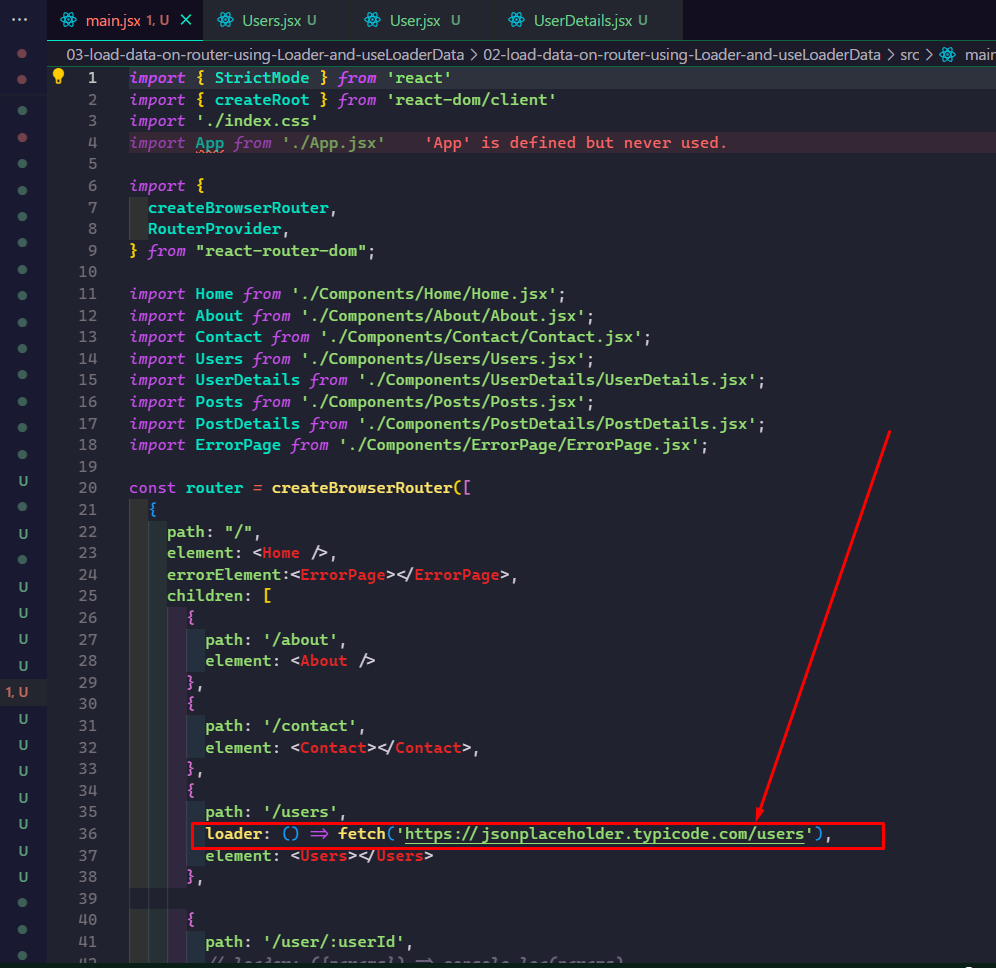 ··· main.jsx 1, U × Users.jsx U User.jsx U UserDetails.jsx U
03-load-data-on-router-using-Loader-and-useLoaderData > 02-load-data-on-router-using-Loader-and-useLoaderData > src > main
1 import { StrictMode } from 'react'
2 import { createRoot } from 'react-dom/client'
3 import './index.css'
4 import App from './App.jsx' 'App' is defined but never used.
5
6 import {
7 createBrowserRouter,
8 RouterProvider,
9 } from "react-router-dom";
10
11 import Home from './Components/Home/Home.jsx';
12 import About from './Components/About/About.jsx';
13 import Contact from './Components/Contact/Contact.jsx';
14 import Users from './Components/Users/Users.jsx';
15 import UserDetails from './Components/UserDetails/UserDetails.jsx';
16 import Posts from './Components/Posts/Posts.jsx';
17 import PostDetails from './Components/PostDetails/PostDetails.jsx';
18 import ErrorPage from './Components/ErrorPage/ErrorPage.jsx';
19
U 20 const router = createBrowserRouter([
21 {
U 22 path: "/",
23 element: <Home />,
U 24 errorElement:<ErrorPage></ErrorPage>,
U 25 children: [
26 {
U 27 path: '/about',
U 28 element: <About />
1, U 29 },
30 {
U 31 path: '/contact',
U 32 element: <Contact></Contact>,
U 33 },
U 34 {
U 35 path: '/users',
36 loader: () => fetch('https://jsonplaceholder.typicode.com/users'),
U 37 element: <Users></Users>
U 38 },
39
40 {
41 path: '/user/:userId',